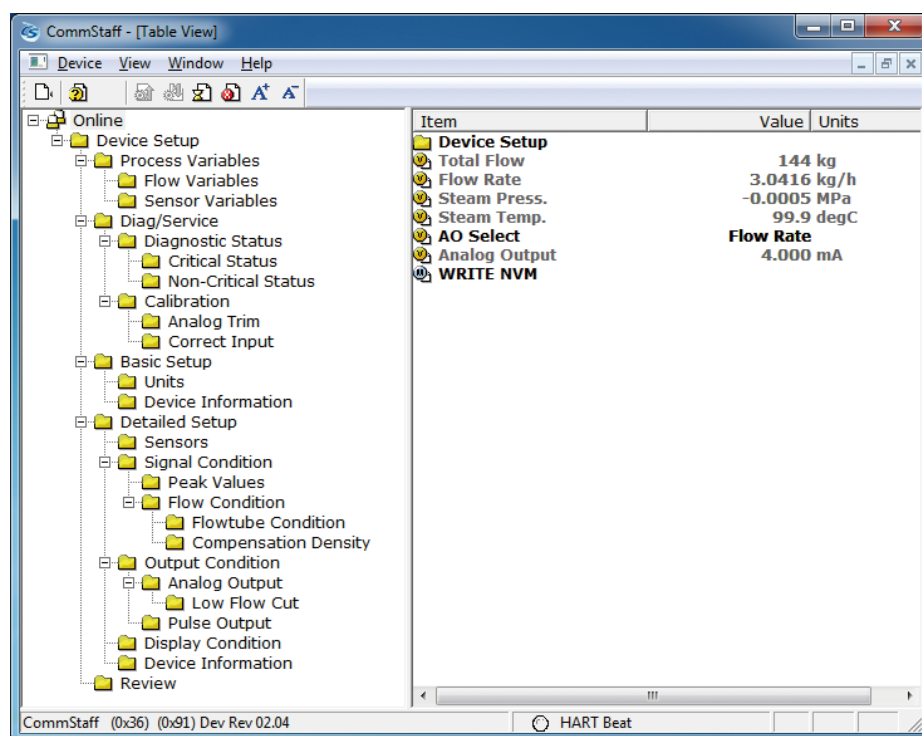 CommStaff - [Table View]
Device View Window Help
Online
Device Setup
Process Variables
Flow Variables
Sensor Variables
Diag/Service
Diagnostic Status
Critical Status
Non-Critical Status
Calibration
Analog Trim
Correct Input
Basic Setup
Units
Device Information
Detailed Setup
Sensors
Signal Condition
Peak Values
Flow Condition
Flowtube Condition
Compensation Density
Output Condition
Analog Output
Low Flow Cut
Pulse Output
Display Condition
Device Information
Review
Item Value Units
Device Setup
Total Flow 144 kg
Flow Rate 3.0416 kg/h
Steam Press. -0.0005 MPa
Steam Temp. 99.9 degC
AO Select Flow Rate
Analog Output 4.000 mA
WRITE NVM
CommStaff (0x36) (0x91) Dev Rev 02.04 HART Beat